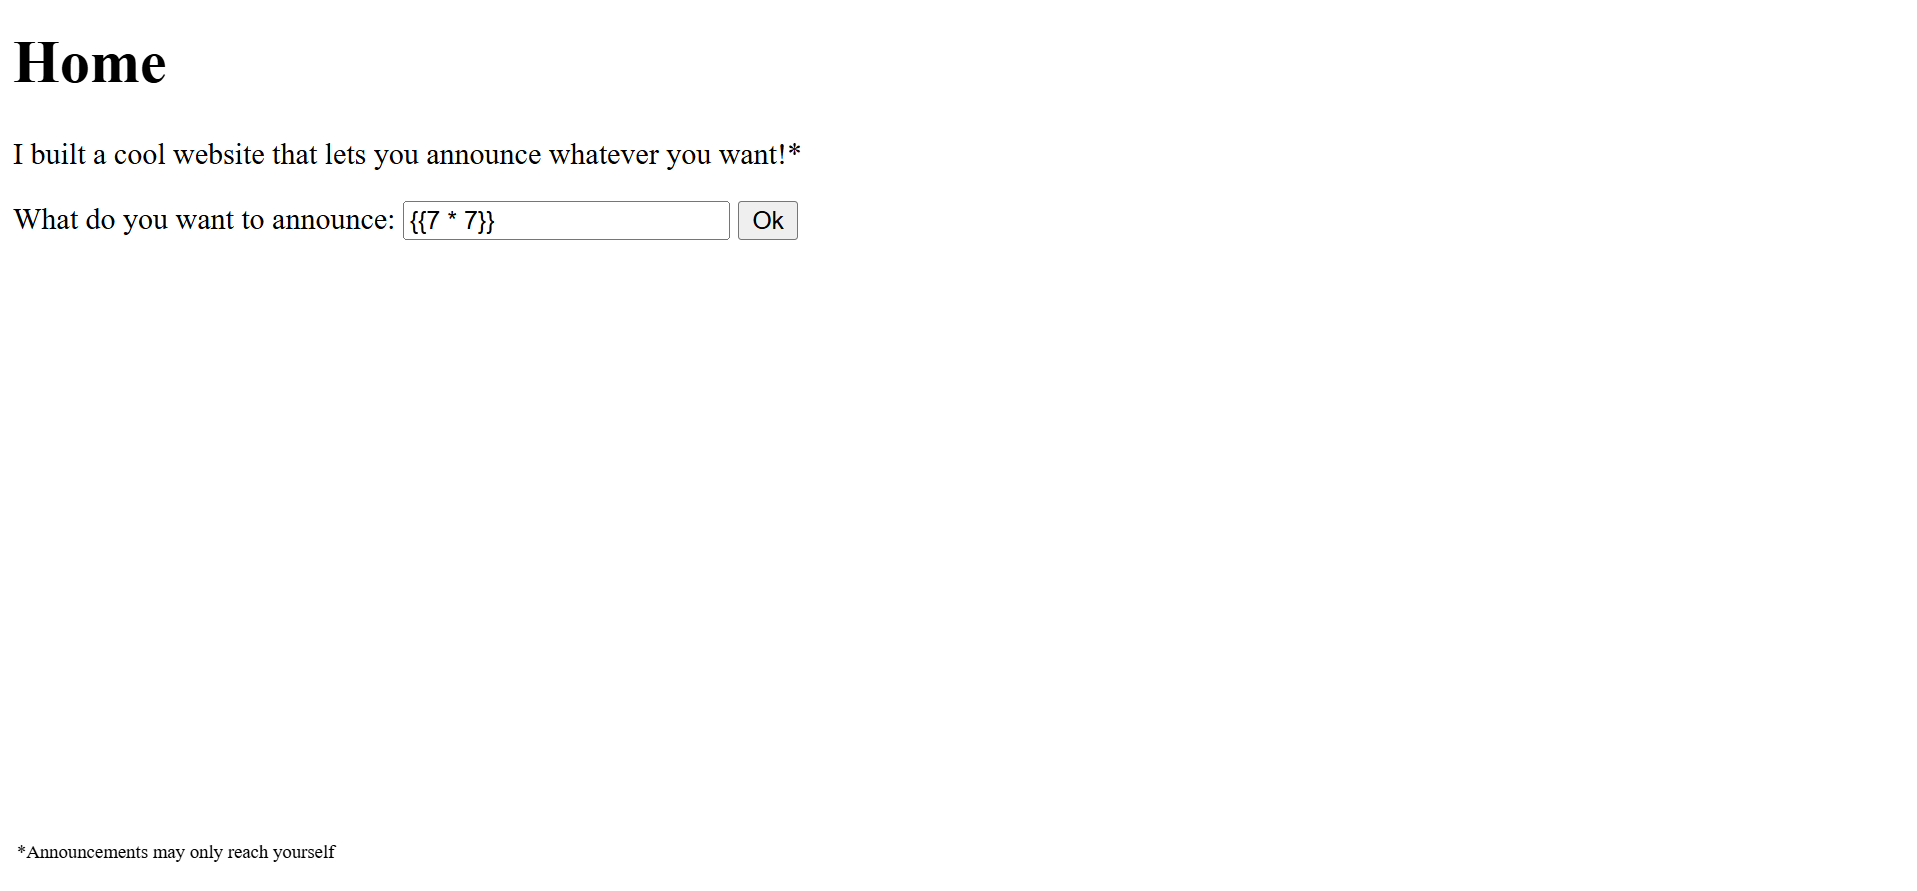 Home
I built a cool website that lets you announce whatever you want!*
What do you want to announce: {{7 * 7}} Ok
*Announcements may only reach yourself